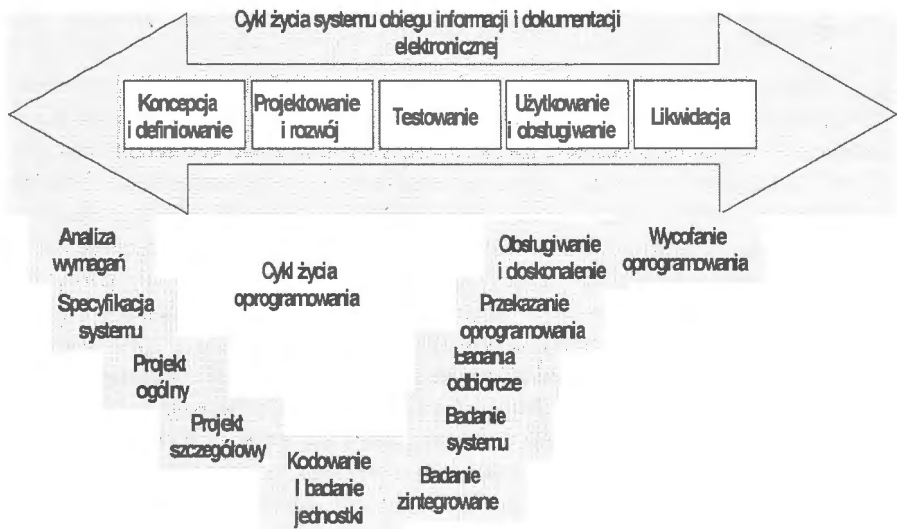 Cykl życia systemu obiegu informacji i dokumentacji
elektronicznej
Koncepcja
i definiowanie
Projektowanie
i rozwój
Testowanie
Użytkowanie
i obsługiwanie
Likwidacja
Analiza
wymagań
Specyfikacja
systemu
Projekt
ogólny
Projekt
szczegółowy
Kodowanie
I badanie
jednostki
Cykl życia
oprogramowania
Badanie
zintegrowane
Badanie
systemu
Badania
odbiorcze
Przekazanie
oprogramowania
Obsługiwanie
i doskonalenie
Wycofanie
oprogramowania